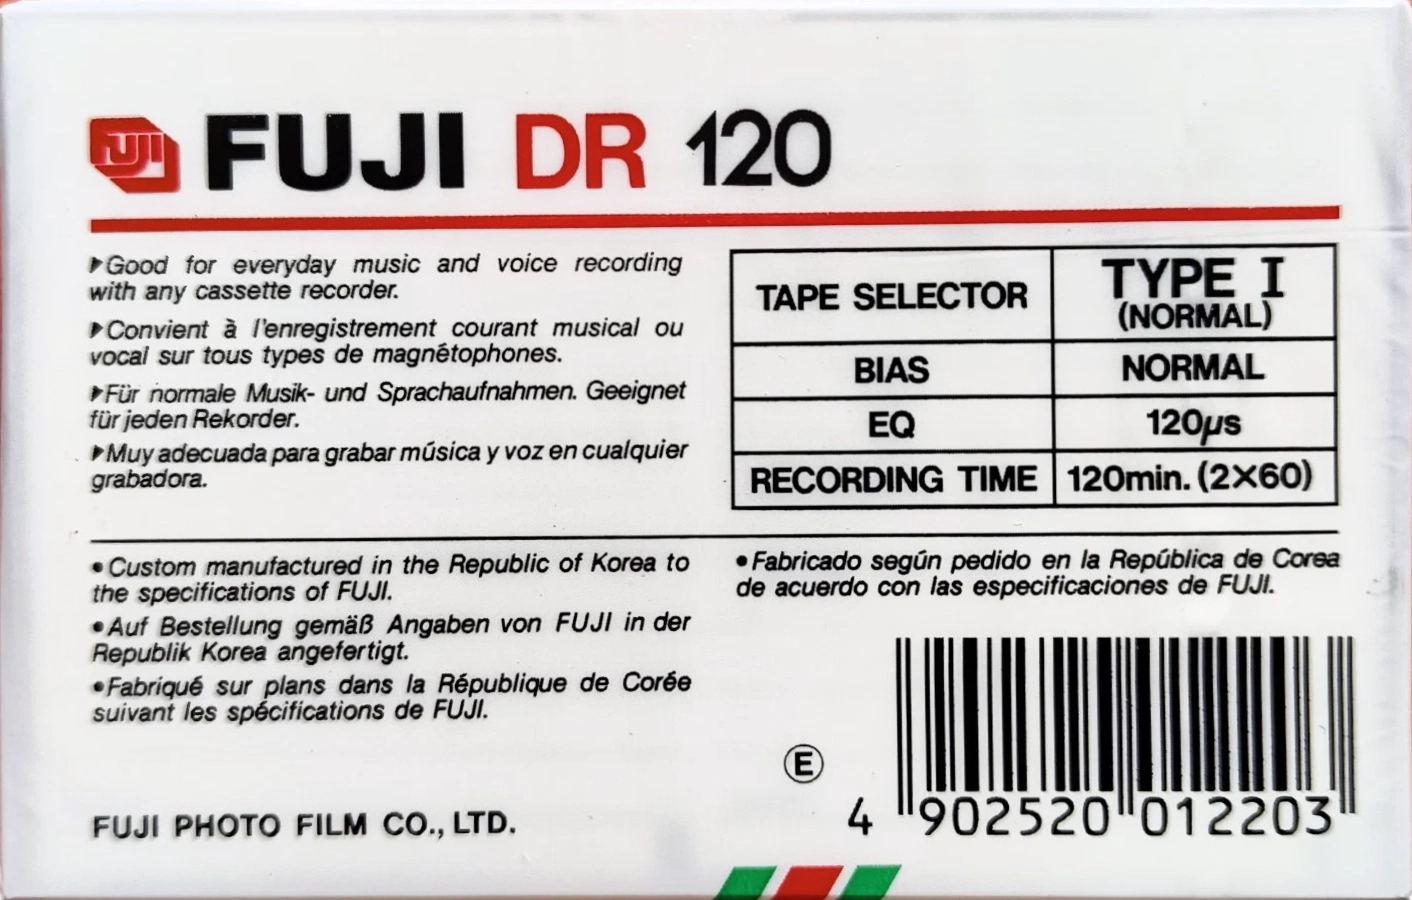 FUJI FUJI DR 120
▶Good for everyday music and voice recording
with any cassette recorder.
▶Convient à l'enregistrement courant musical ou
vocal sur tous types de magnétophones.
▶Für normale Musik- und Sprachaufnahmen. Geeignet
für jeden Rekorder.
▶Muy adecuada para grabar música y voz en cualquier
grabadora.
TAPE SELECTOR TYPE I
(NORMAL)
BIAS NORMAL
EQ 120µs
RECORDING TIME 120min. (2X60)
•Custom manufactured in the Republic of Korea to
the specifications of FUJI.
•Auf Bestellung gemäß Angaben von FUJI in der
Republik Korea angefertigt.
•Fabriqué sur plans dans la République de Corée
suivant les spécifications de FUJI.
•Fabricado según pedido en la República de Corea
de acuerdo con las especificaciones de FUJI.
E
4 902520 012203
FUJI PHOTO FILM CO., LTD.